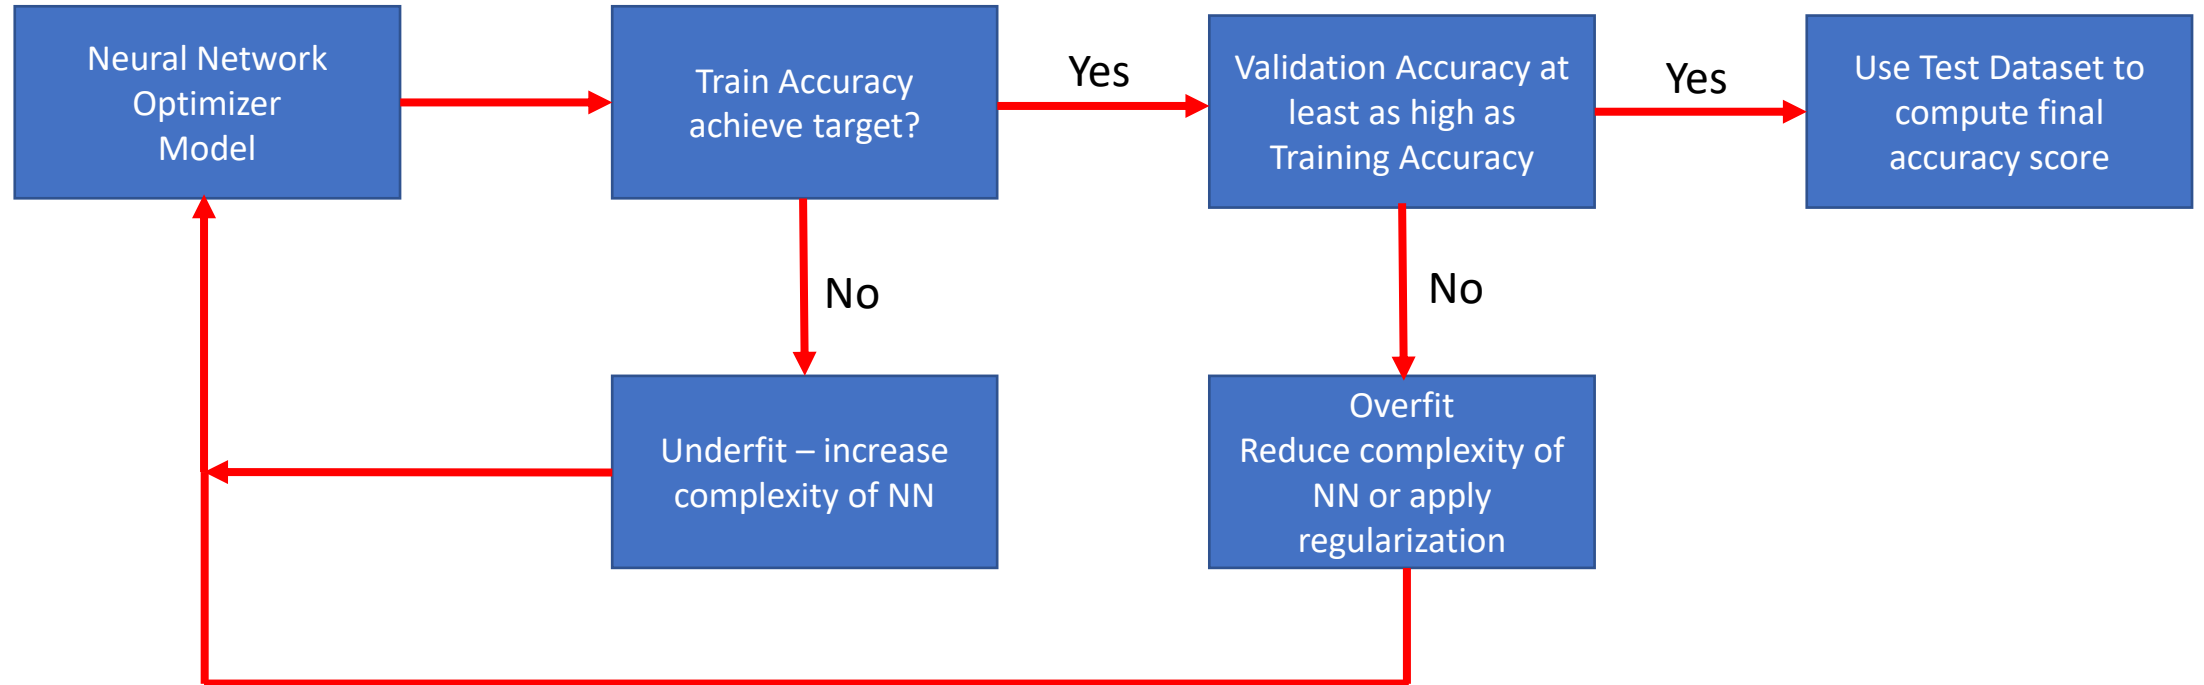 Neural Network
Optimizer
Model
Train Accuracy
achieve target?
Yes
Validation Accuracy at
least as high as
Training Accuracy
Yes
Use Test Dataset to
compute final
accuracy score
No
No
Underfit – increase
complexity of NN
Overfit
Reduce complexity of
NN or apply
regularization